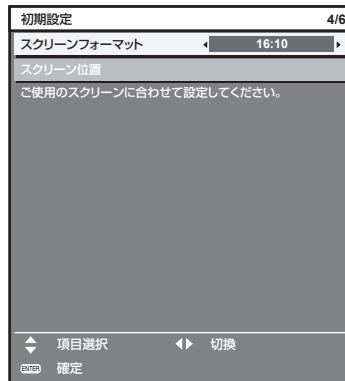 初期設定 4/6
スクリーンフォーマット 16:10
スクリーン位置
ご使用のスクリーンに合わせて設定してください。
項目選択 切換
ENTER 確定